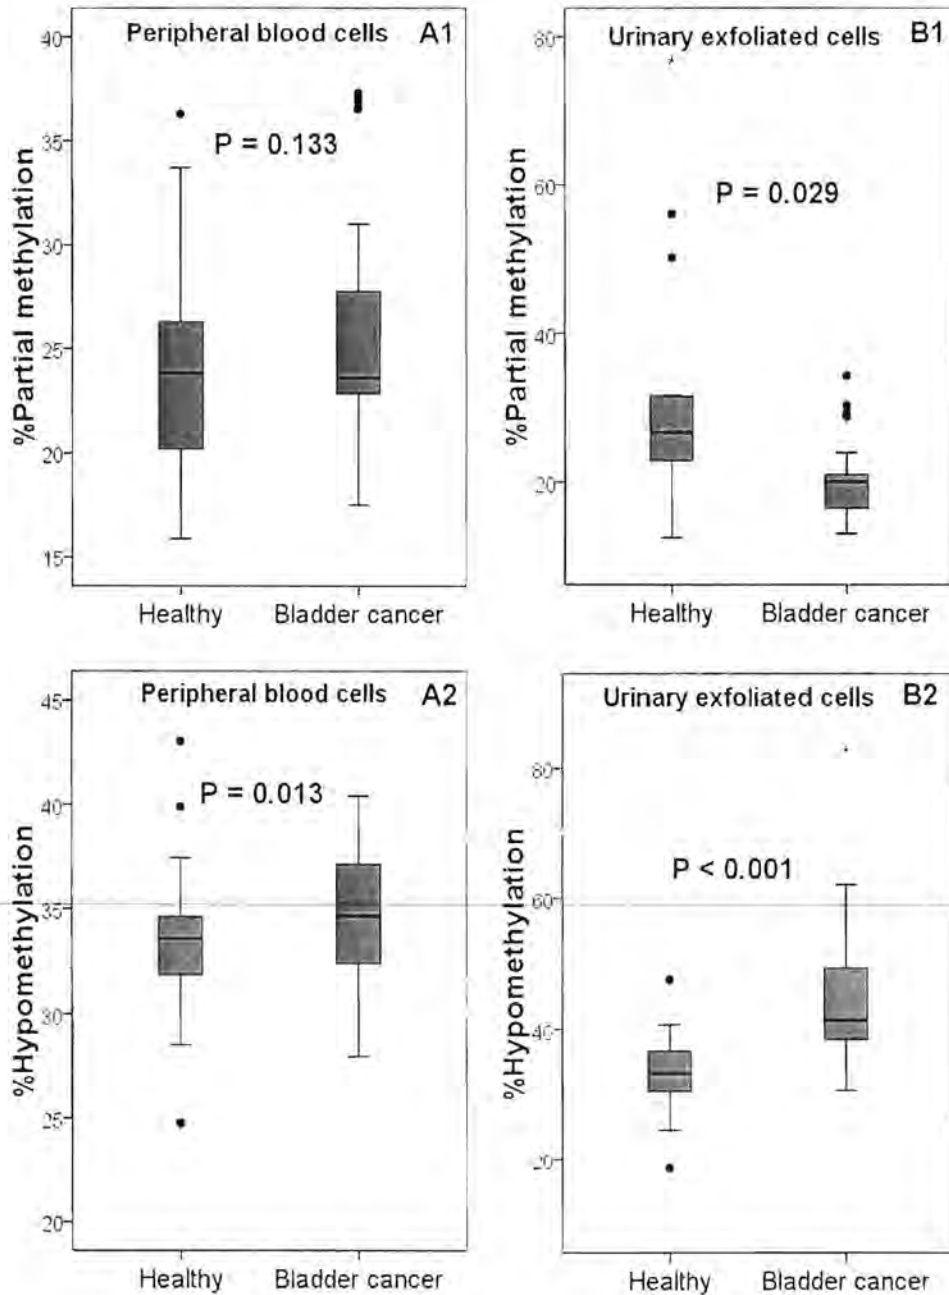 Peripheral blood cells A1
P = 0.133
%Partial methylation
40
35
30
25
20
15
Healthy Bladder cancer
Urinary exfoliated cells B1
P = 0.029
%Partial methylation
80
60
40
20
Healthy Bladder cancer
Peripheral blood cells A2
P = 0.013
%Hypomethylation
45
40
35
30
25
20
Healthy Bladder cancer
Urinary exfoliated cells B2
P < 0.001
%Hypomethylation
80
60
40
20
Healthy Bladder cancer